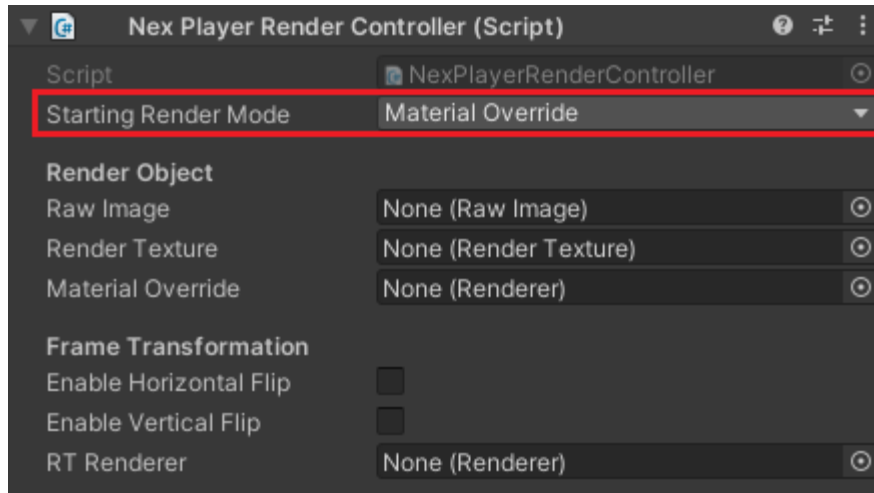 Nex Player Render Controller (Script)
Script NexPlayerRenderController
Starting Render Mode Material Override
Render Object
Raw Image None (Raw Image)
Render Texture None (Render Texture)
Material Override None (Renderer)
Frame Transformation
Enable Horizontal Flip
Enable Vertical Flip
RT Renderer None (Renderer)